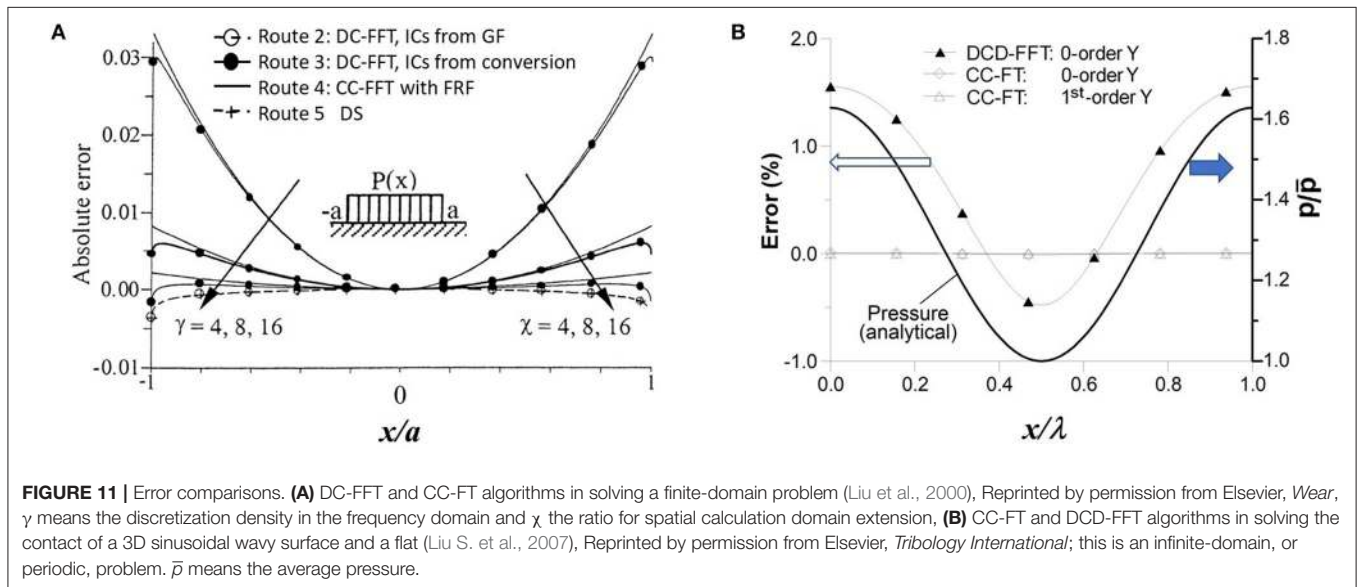 A
Route 2: DC-FFT, ICs from GF
Route 3: DC-FFT, ICs from conversion
Route 4: CC-FFT with FRF
Route 5 DS
Absolute error
0.03
0.02
0.01
0.00
-0.01
P(x)
-a
a
γ = 4, 8, 16
χ = 4, 8, 16
-1
0
1
x/a
B
DCD-FFT: 0-order Y
CC-FT: 0-order Y
CC-FT: 1st-order Y
Error (%)
2.0
1.0
0.0
-1.0
Pressure
(analytical)
1.8
1.6
1.4
1.2
1.0
p/p̅
0.0 0.2 0.4 0.6 0.8 1.0
x/λ
FIGURE 11 | Error comparisons. (A) DC-FFT and CC-FT algorithms in solving a finite-domain problem (Liu et al., 2000), Reprinted by permission from Elsevier, Wear,
γ means the discretization density in the frequency domain and χ the ratio for spatial calculation domain extension, (B) CC-FT and DCD-FFT algorithms in solving the
contact of a 3D sinusoidal wavy surface and a flat (Liu S. et al., 2007), Reprinted by permission from Elsevier, Tribology International; this is an infinite-domain, or
periodic, problem. p̅ means the average pressure.